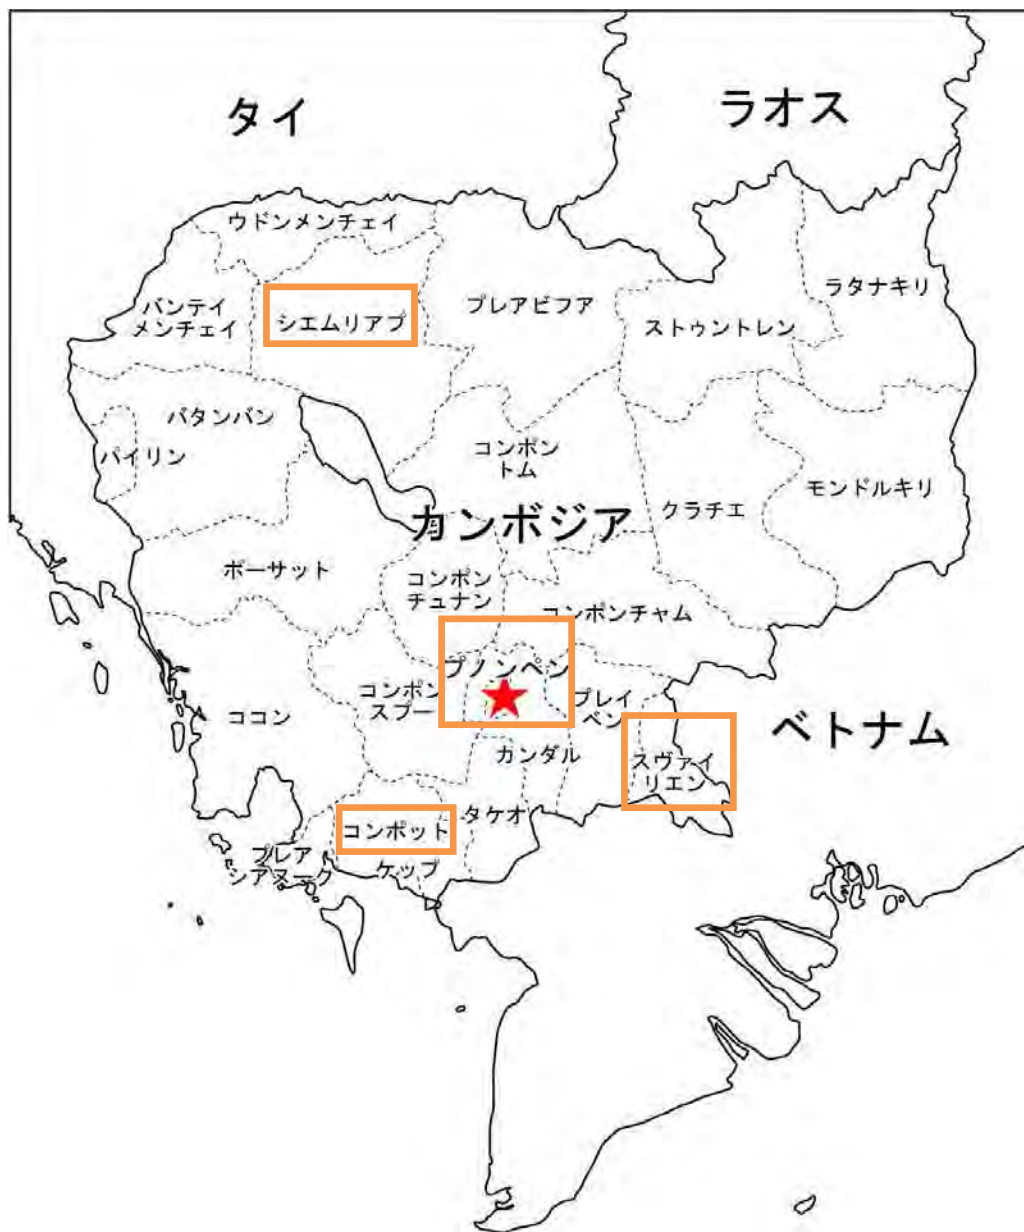 タイ
ラオス
ウドンメンチェイ
バンテイ
メンチェイ
シエムリアプ
プレアビフア
ストゥントレン
ラタナキリ
バタンバン
パイリン
コンポン
トム
カンボジア
クラチエ
モンドルキリ
ポーサット
コンポン
チュナン
コンポンチャム
プノンペン
コンポン
スプー
プレイ
ベン
ココン
カンダル
スヴァイ
リエン
ベトナム
コンポット
タケオ
プレア
シアヌーク
ケップ